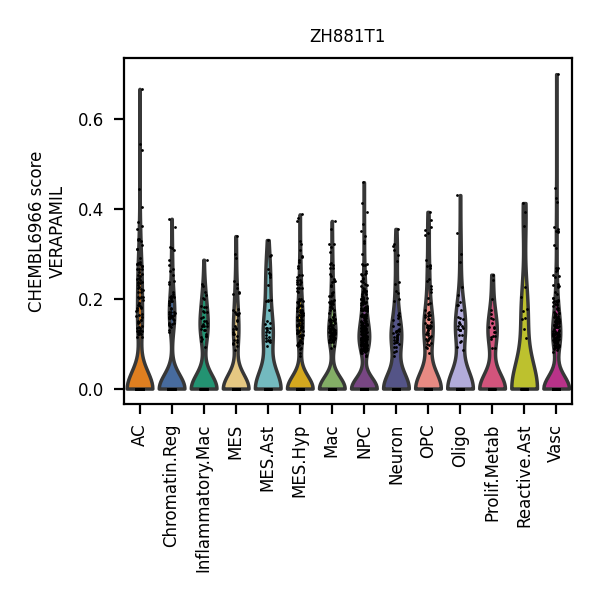 ZH881T1
CHEMBL6966 score
VERAPAMIL
0.6
0.4
0.2
0.0
AC
Chromatin.Reg
Inflammatory.Mac
MES
MES.Ast
MES.Hyp
Mac
NPC
Neuron
OPC
Oligo
Prolif.Metab
Reactive.Ast
Vasc